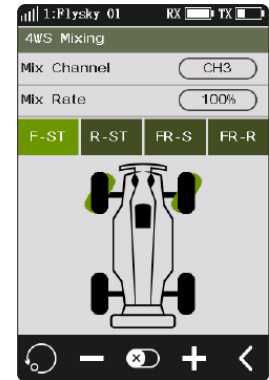 1:Flysky 01 RX TX
4WS Mixing
Mix Channel CH3
Mix Rate 100%
F-ST R-ST FR-S FR-R